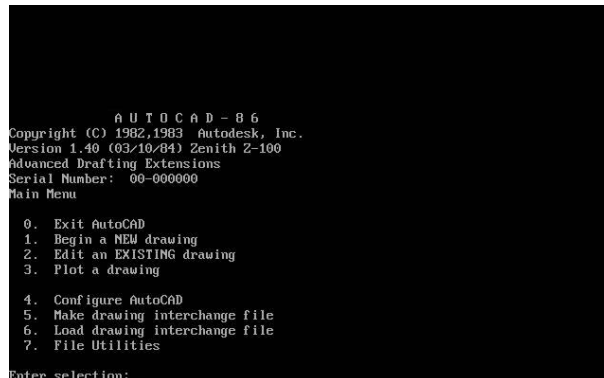 A U T O C A D - 8 6
Copyright (C) 1982,1983  Autodesk, Inc.
Version 1.40 (03/10/84) Zenith Z-100
Advanced Drafting Extensions
Serial Number:  00-000000
Main Menu
0.  Exit AutoCAD
1.  Begin a NEW drawing
2.  Edit an EXISTING drawing
3.  Plot a drawing
4.  Configure AutoCAD
5.  Make drawing interchange file
6.  Load drawing interchange file
7.  File Utilities
Enter selection: